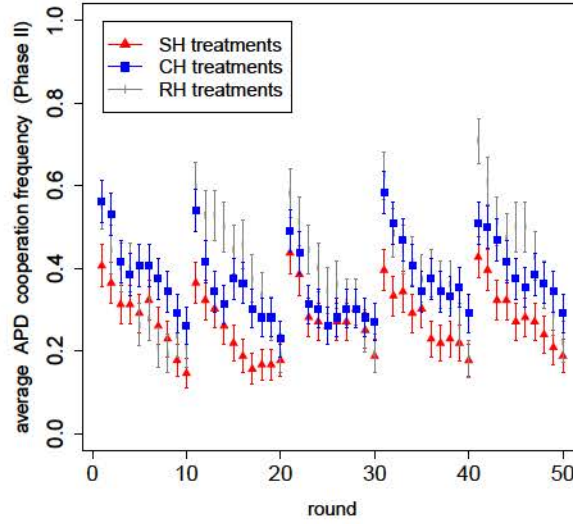 average APD cooperation frequency (Phase II)
1.0
0.8
0.6
0.4
0.2
0.0
SH treatments
CH treatments
RH treatments
0 10 20 30 40 50
round